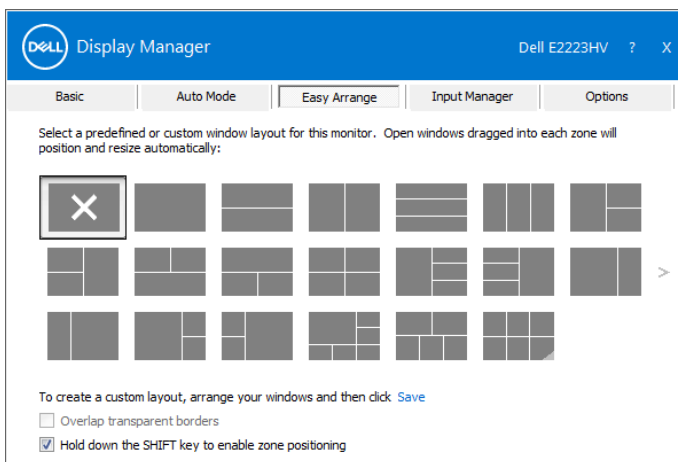 DELL Display Manager Dell E2223HV ? X
Basic Auto Mode Easy Arrange Input Manager Options
Select a predefined or custom window layout for this monitor. Open windows dragged into each zone will
position and resize automatically:
>
To create a custom layout, arrange your windows and then click Save
Overlap transparent borders
Hold down the SHIFT key to enable zone positioning